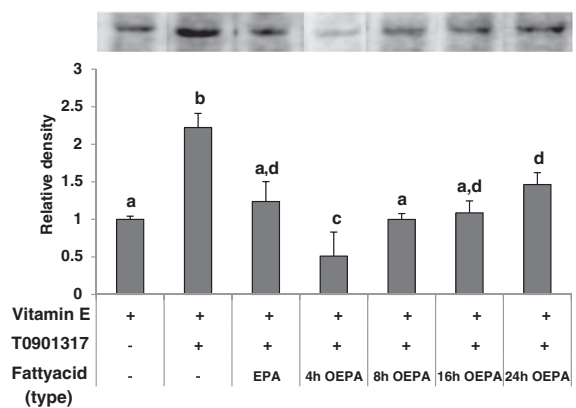 3
2.5
2
1.5
1
0.5
0
Relative density
a
b
a,d
c
a
a,d
d
Vitamin E + + + + + + +
T0901317 - + + + + + +
Fattyacid (type) - - EPA 4h OEPA 8h OEPA 16h OEPA 24h OEPA